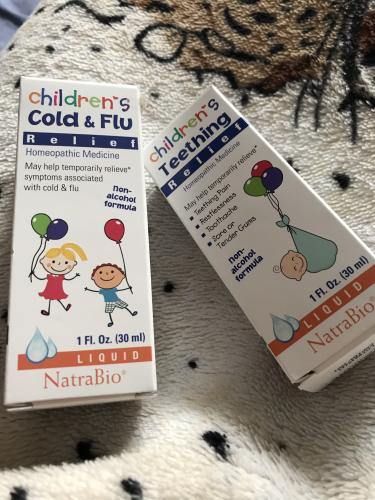 children's
Cold & Flu
Relief
Homeopathic Medicine
May help temporarily relieve*
symptoms associated
with cold & flu
non-
alcohol
formula
1 Fl. Oz. (30 ml)
LIQUID
NatraBio®
children's
Teething
Relief
Homeopathic Medicine
May help temporarily relieve*
Teething Pain
Restlessness
Toothache
Sore or
Tender Gums
non-
alcohol
formula
1 Fl. Oz. (30 ml)
LIQUID
NatraBio®